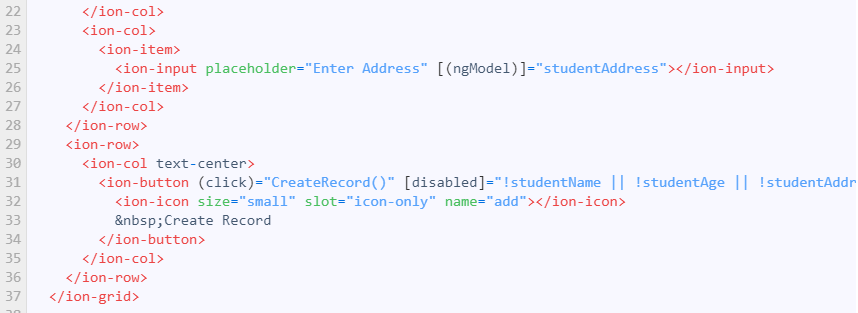 22 </ion-col>
23 <ion-col>
24 <ion-item>
25 <ion-input placeholder="Enter Address" [(ngModel)]="studentAddress"></ion-input>
26 </ion-item>
27 </ion-col>
28 </ion-row>
29 <ion-row>
30 <ion-col text-center>
31 <ion-button (click)="CreateRecord()" [disabled]="!studentName || !studentAge || !studentAddr
32 <ion-icon size="small" slot="icon-only" name="add"></ion-icon>
33 &nbsp;Create Record
34 </ion-button>
35 </ion-col>
36 </ion-row>
37 </ion-grid>